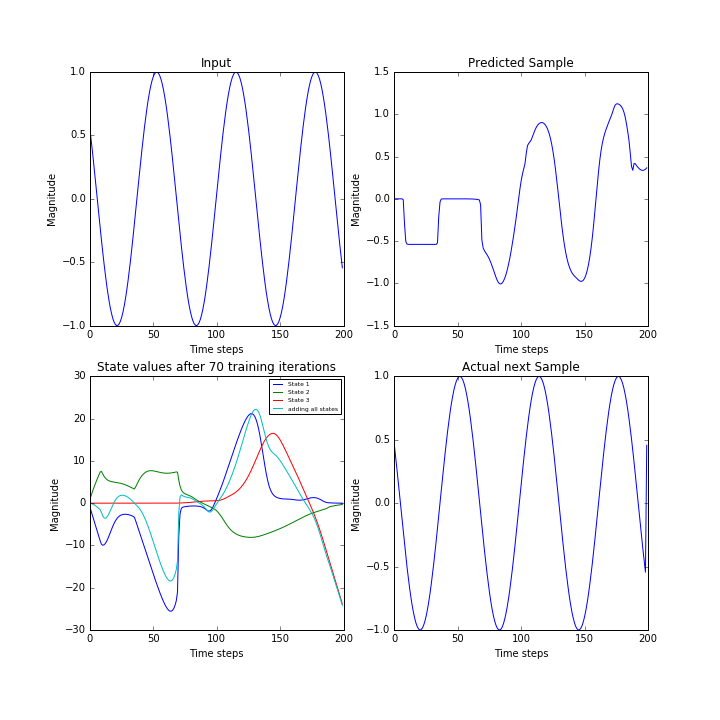 Input
Magnitude
1.0
0.5
0.0
−0.5
−1.0
0
50
100
150
200
Time steps
Predicted Sample
Magnitude
1.5
1.0
0.5
0.0
−0.5
−1.0
−1.5
0
50
100
150
200
Time steps
State values after 70 training iterations
Magnitude
30
20
10
0
−10
−20
−30
0
50
100
150
200
Time steps
State 1
State 2
State 3
adding all states
Actual next Sample
Magnitude
1.0
0.5
0.0
−0.5
−1.0
0
50
100
150
200
Time steps